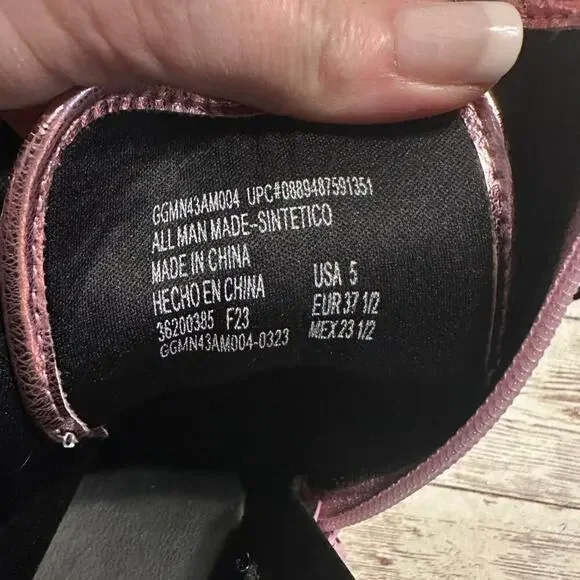 GGMN43AM004 UPC#0889487591351
ALL MAN MADE-SINTETICO
MADE IN CHINA
HECHO EN CHINA
36200385 F23
GGMN43AM004-0323
USA 5
EUR 37 1/2
MEX 23 1/2